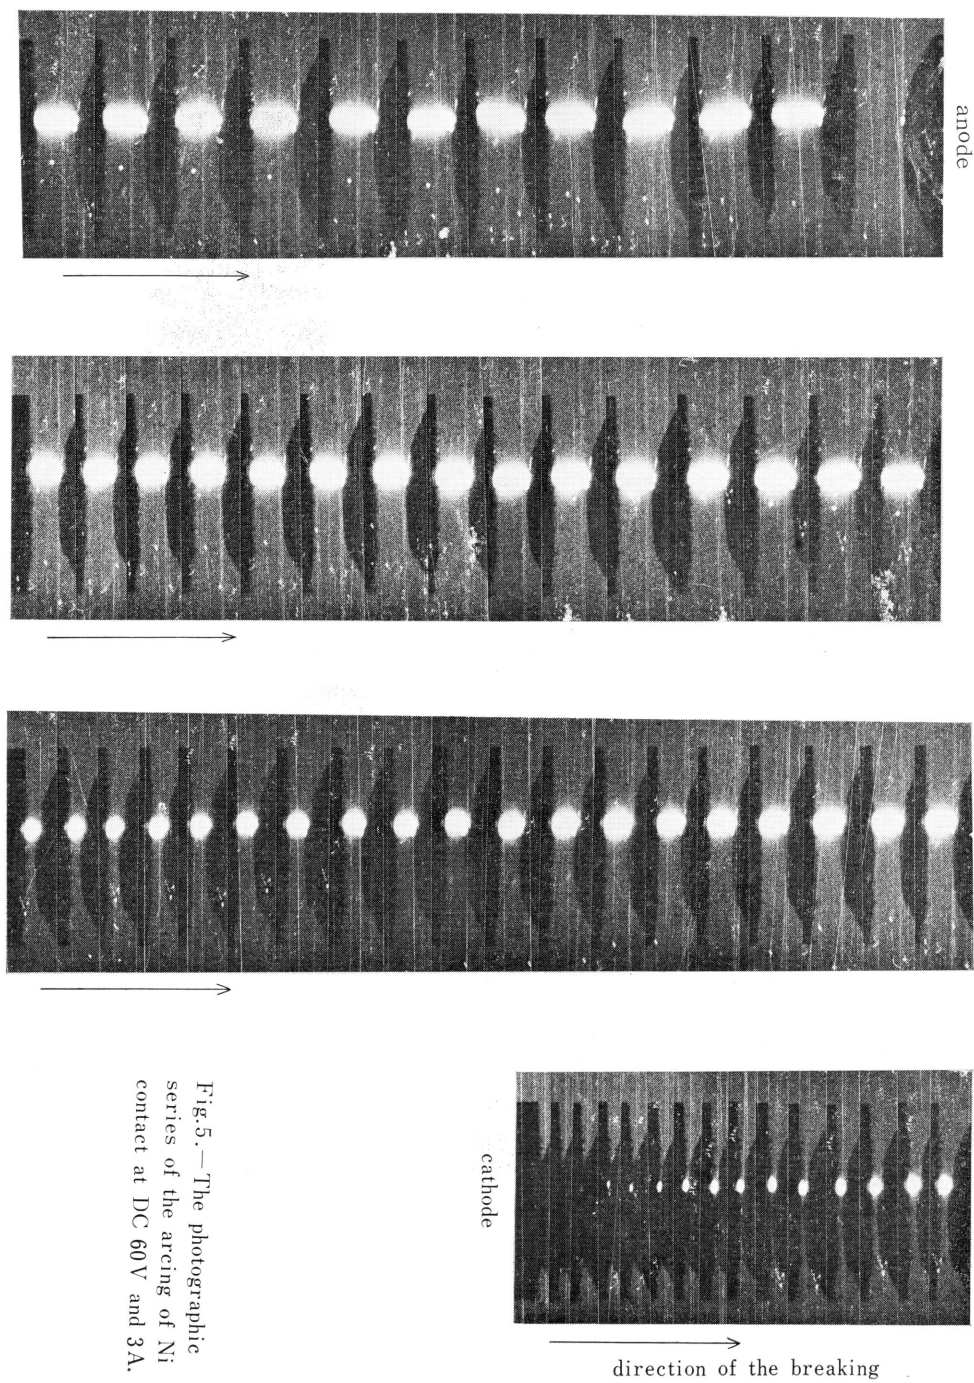 anode
cathode
direction of the breaking
Fig.5.—The photographic
series of the arcing of Ni
contact at DC 60V and 3A.